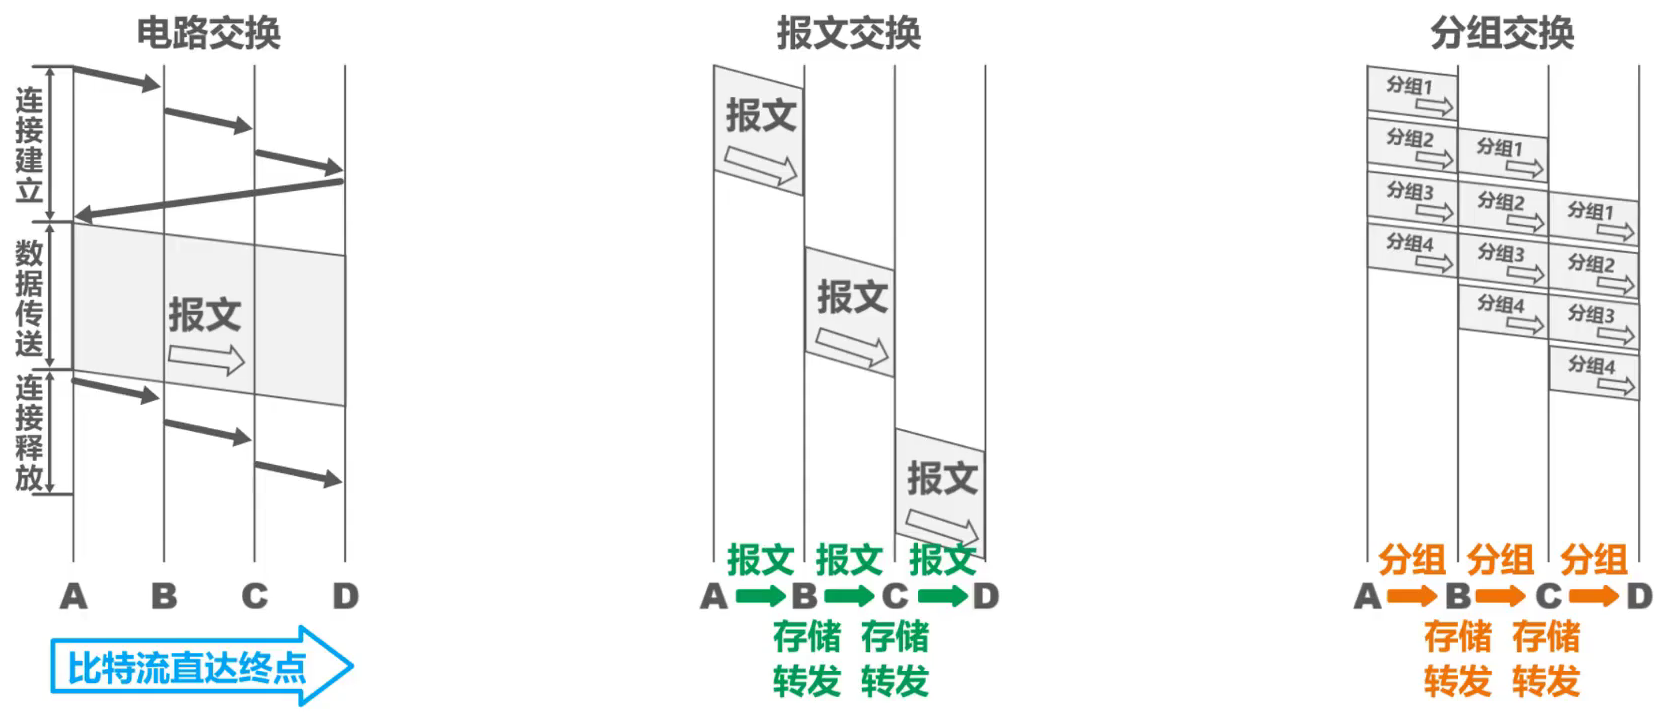 电路交换
连接建立
数据传送
报文
连接释放
A B C D
比特流直达终点
报文交换
报文
报文
报文
报文 报文 报文
A B C D
存储 存储
转发 转发
分组交换
分组1
分组2 分组1
分组3 分组2 分组1
分组4 分组3 分组2
分组4 分组3
分组4
分组 分组 分组
A B C D
存储 存储
转发 转发